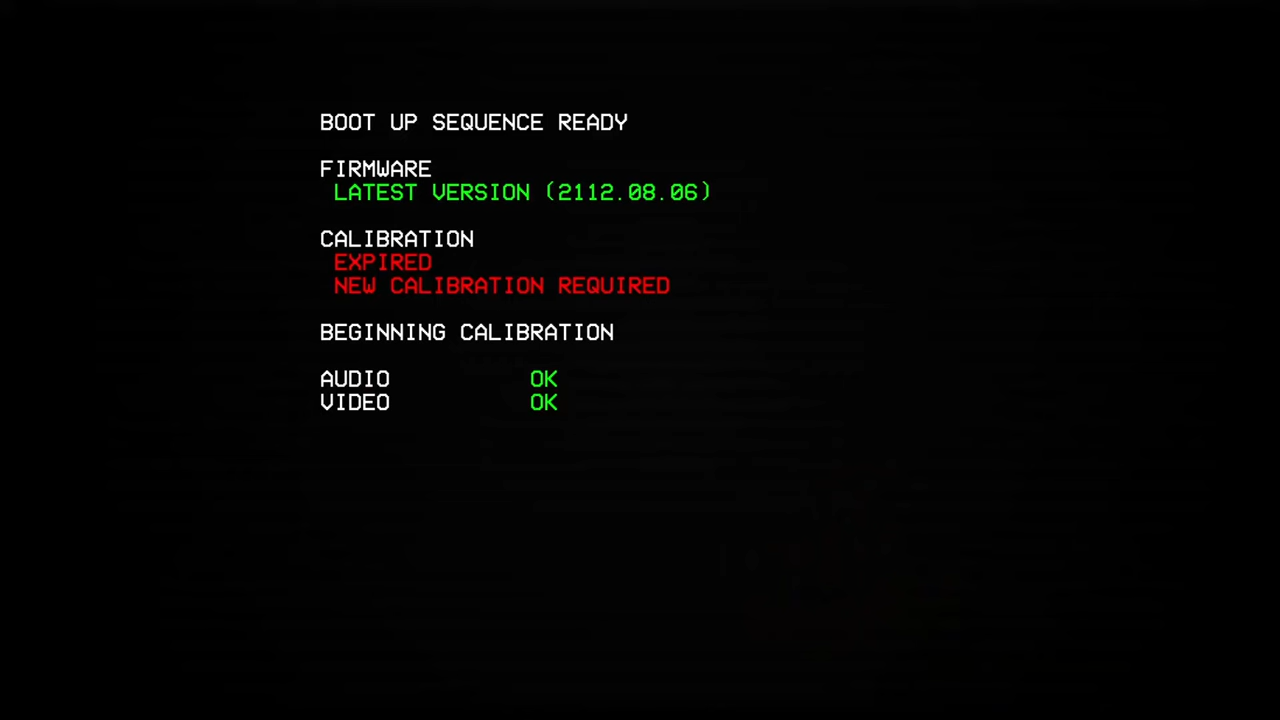 BOOT UP SEQUENCE READY
FIRMWARE
LATEST VERSION (2112.08.06)
CALIBRATION
EXPIRED
NEW CALIBRATION REQUIRED
BEGINNING CALIBRATION
AUDIO OK
VIDEO OK